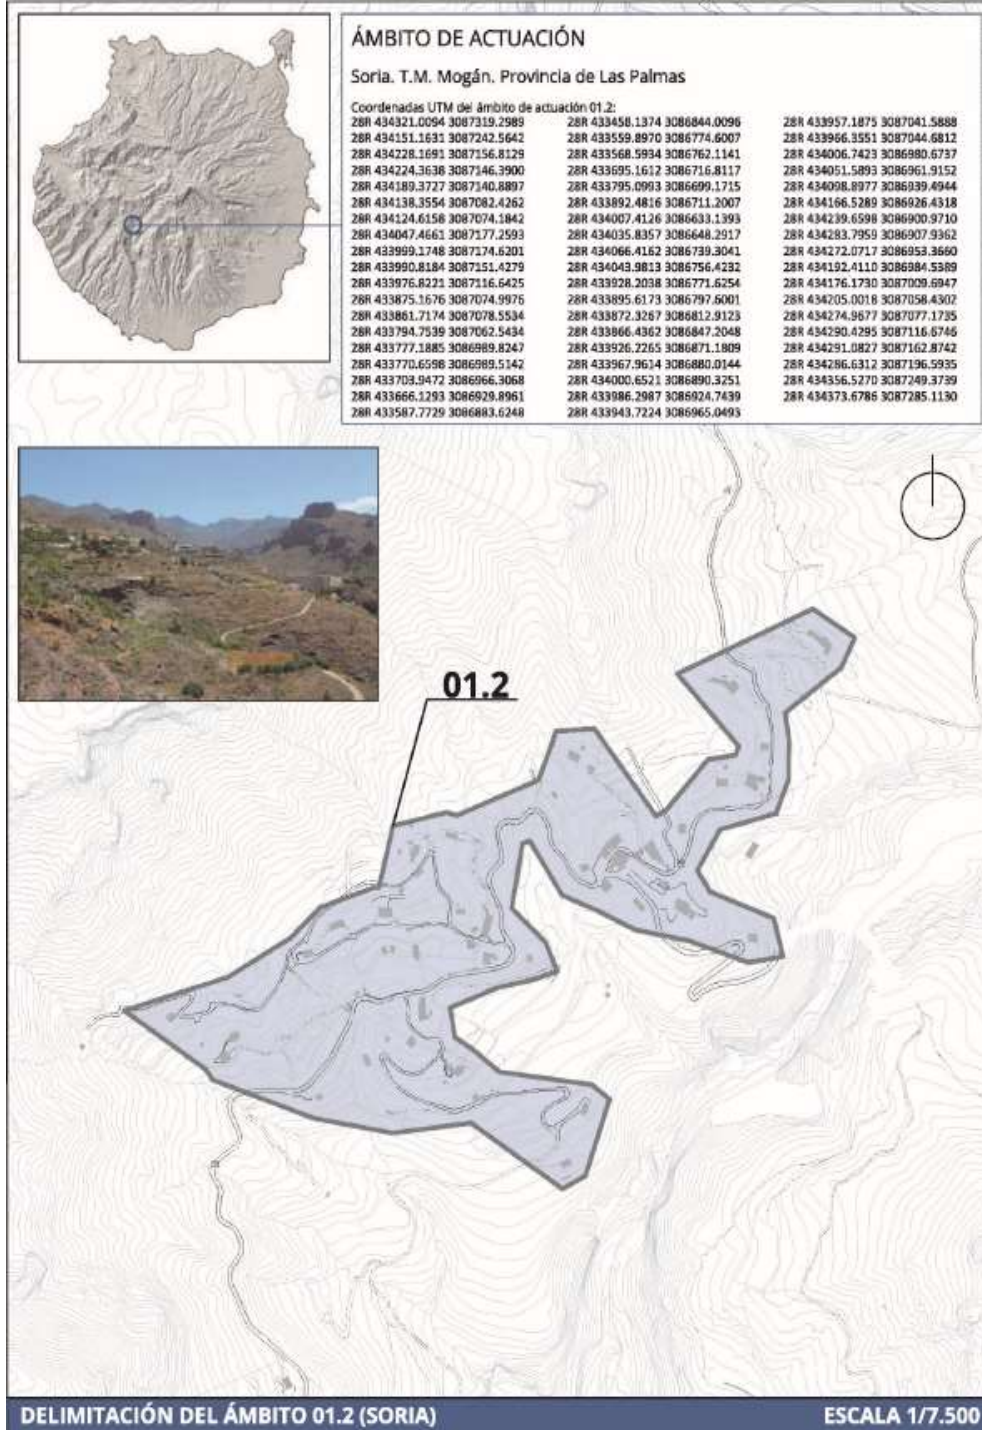 ÁMBITO DE ACTUACIÓN
Soria. T.M. Mogán. Provincia de Las Palmas
Coordenadas UTM del ámbito de actuación 01.2:
28R 434321.0094 3087319.2989
28R 434151.1631 3087242.5642
28R 434228.1691 3087156.8129
28R 434224.3638 3087146.3900
28R 434189.3727 3087140.8897
28R 434138.3554 3087082.4262
28R 434124.6158 3087074.1842
28R 434047.4661 3087177.2593
28R 433999.1748 3087174.6201
28R 433990.8184 3087151.4279
28R 433976.8221 3087116.6425
28R 433875.1676 3087074.9976
28R 433861.7174 3087078.5534
28R 433794.7539 3087062.5434
28R 433777.1885 3086989.8247
28R 433770.6598 3086989.5142
28R 433703.9472 3086966.3068
28R 433666.1293 3086929.8961
28R 433587.7729 3086883.6248
28R 433458.1374 3086844.0096
28R 433559.8970 3086774.6007
28R 433568.5934 3086762.1141
28R 433695.1612 3086716.8117
28R 433795.0993 3086699.1715
28R 433892.4816 3086711.2007
28R 434007.4126 3086633.1393
28R 434035.8357 3086648.2917
28R 434066.4162 3086739.3041
28R 434043.9813 3086756.4232
28R 433928.2038 3086771.6254
28R 433895.6173 3086797.6001
28R 433872.3267 3086812.9123
28R 433866.4362 3086847.2048
28R 433926.2265 3086871.1809
28R 433967.9614 3086880.0144
28R 434000.6521 3086890.3251
28R 433986.2987 3086924.7439
28R 433943.7224 3086965.0493
28R 433957.1875 3087041.5888
28R 433966.3551 3087044.6812
28R 434006.7423 3086980.6737
28R 434051.5893 3086961.9152
28R 434098.8977 3086939.4944
28R 434166.5289 3086926.4318
28R 434239.6598 3086900.9710
28R 434283.7959 3086907.9362
28R 434272.0717 3086953.3660
28R 434192.4110 3086984.5389
28R 434176.1730 3087009.6947
28R 434205.0018 3087058.4302
28R 434274.9677 3087077.1735
28R 434290.4295 3087116.6746
28R 434291.0827 3087162.8742
28R 434286.6312 3087196.5935
28R 434356.5270 3087249.3739
28R 434373.6786 3087285.1130
01.2
DELIMITACIÓN DEL ÁMBITO 01.2 (SORIA)
ESCALA 1/7.500